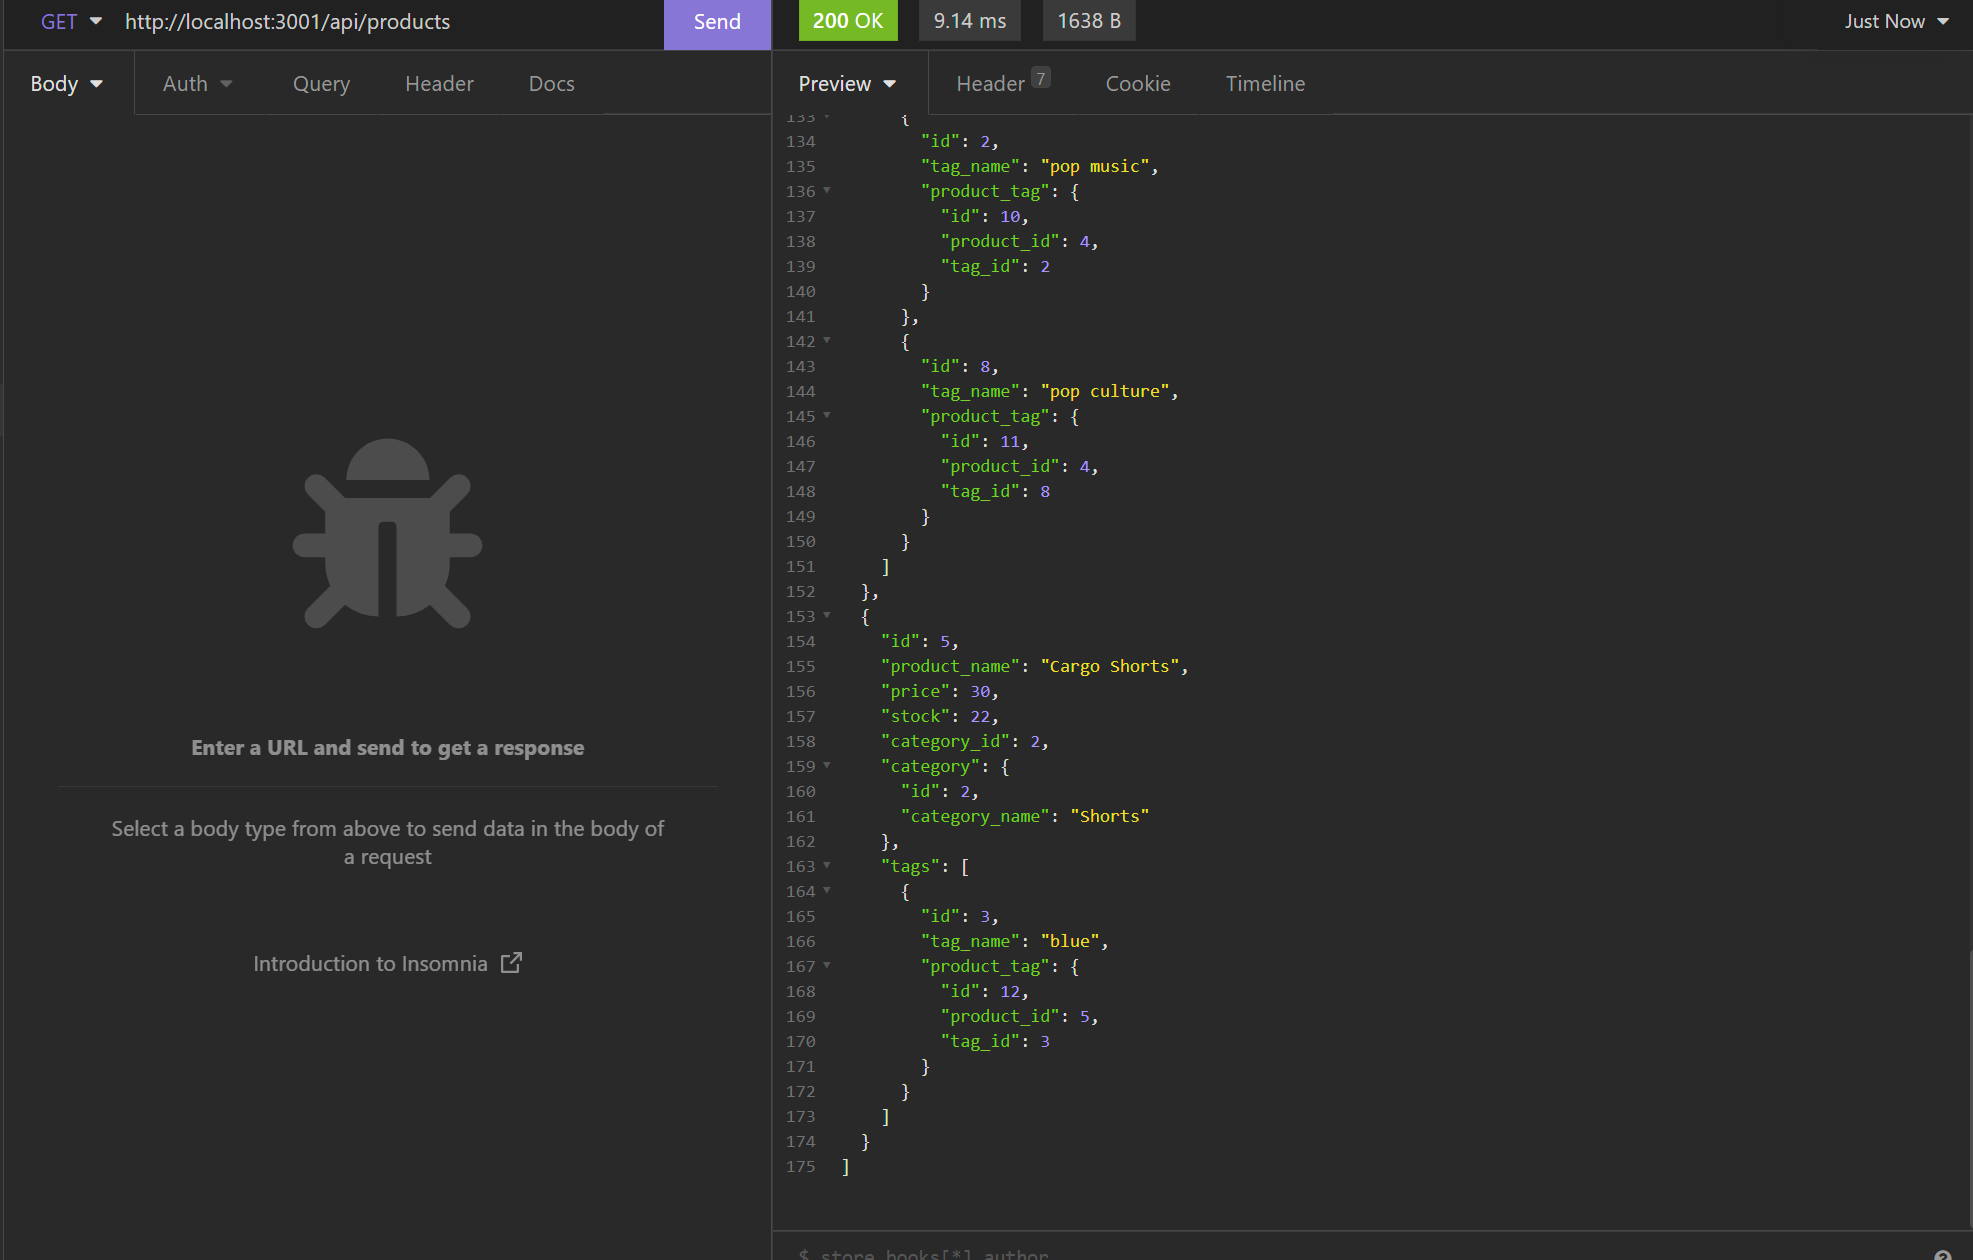 GET http://localhost:3001/api/products Send 200 OK 9.14 ms 1638 B Just Now
Body Auth Query Header Docs Preview Header 7 Cookie Timeline
Enter a URL and send to get a response
Select a body type from above to send data in the body of
a request
Introduction to Insomnia
133 {
134 "id": 2,
135 "tag_name": "pop music",
136 "product_tag": {
137 "id": 10,
138 "product_id": 4,
139 "tag_id": 2
140 }
141 },
142 {
143 "id": 8,
144 "tag_name": "pop culture",
145 "product_tag": {
146 "id": 11,
147 "product_id": 4,
148 "tag_id": 8
149 }
150 }
151 ]
152 },
153 {
154 "id": 5,
155 "product_name": "Cargo Shorts",
156 "price": 30,
157 "stock": 22,
158 "category_id": 2,
159 "category": {
160 "id": 2,
161 "category_name": "Shorts"
162 },
163 "tags": [
164 {
165 "id": 3,
166 "tag_name": "blue",
167 "product_tag": {
168 "id": 12,
169 "product_id": 5,
170 "tag_id": 3
171 }
172 }
173 ]
174 }
175 ]
$.store.books[*].author